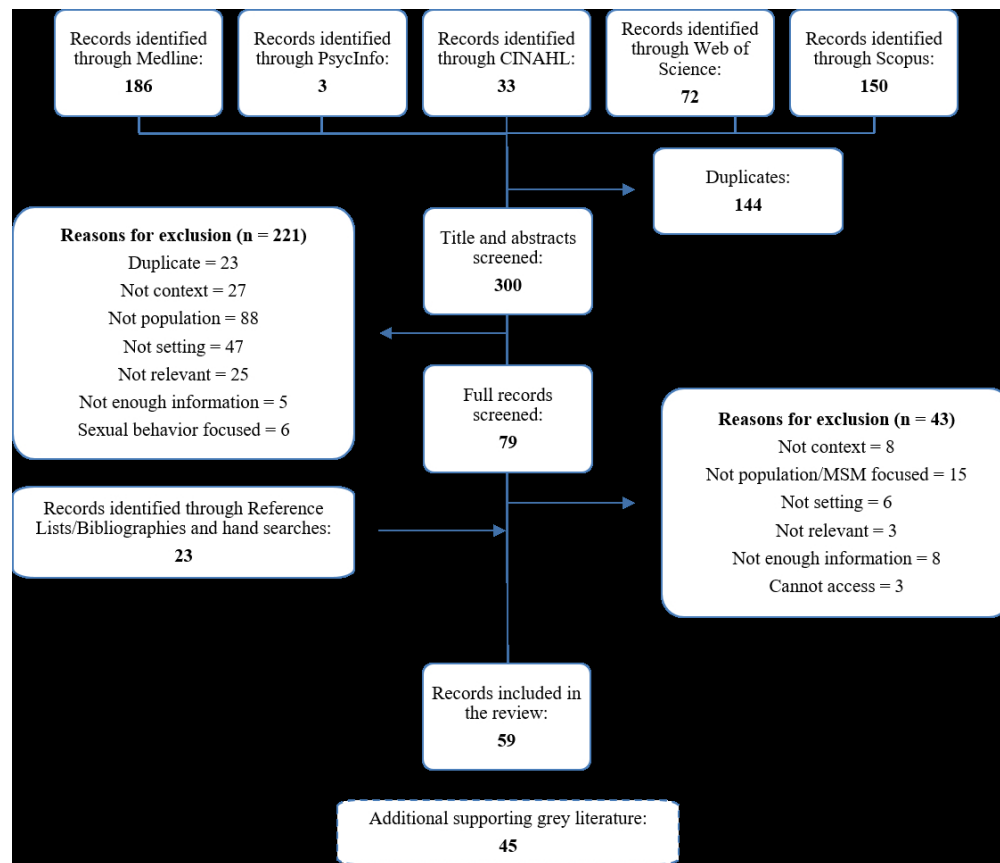 Records identified
through Medline:
186
Records identified
through PsycInfo:
3
Records identified
through CINAHL:
33
Records identified
through Web of
Science:
72
Records identified
through Scopus:
150
Duplicates:
144
Reasons for exclusion (n = 221)
Duplicate = 23
Not context = 27
Not population = 88
Not setting = 47
Not relevant = 25
Not enough information = 5
Sexual behavior focused = 6
Title and abstracts
screened:
300
Full records
screened:
79
Reasons for exclusion (n = 43)
Not context = 8
Not population/MSM focused = 15
Not setting = 6
Not relevant = 3
Not enough information = 8
Cannot access = 3
Records identified through Reference
Lists/Bibliographies and hand searches:
23
Records included in
the review:
59
Additional supporting grey literature:
45